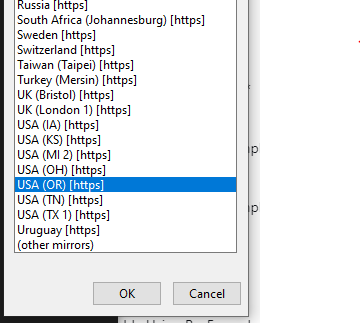 Russia [https]
South Africa (Johannesburg) [https]
Sweden [https]
Switzerland [https]
Taiwan (Taipei) [https]
Turkey (Mersin) [https]
UK (Bristol) [https]
UK (London 1) [https]
USA (IA) [https]
USA (KS) [https]
USA (MI 2) [https]
USA (OH) [https]
USA (OR) [https]
USA (TN) [https]
USA (TX 1) [https]
Uruguay [https]
(other mirrors)
OK
Cancel